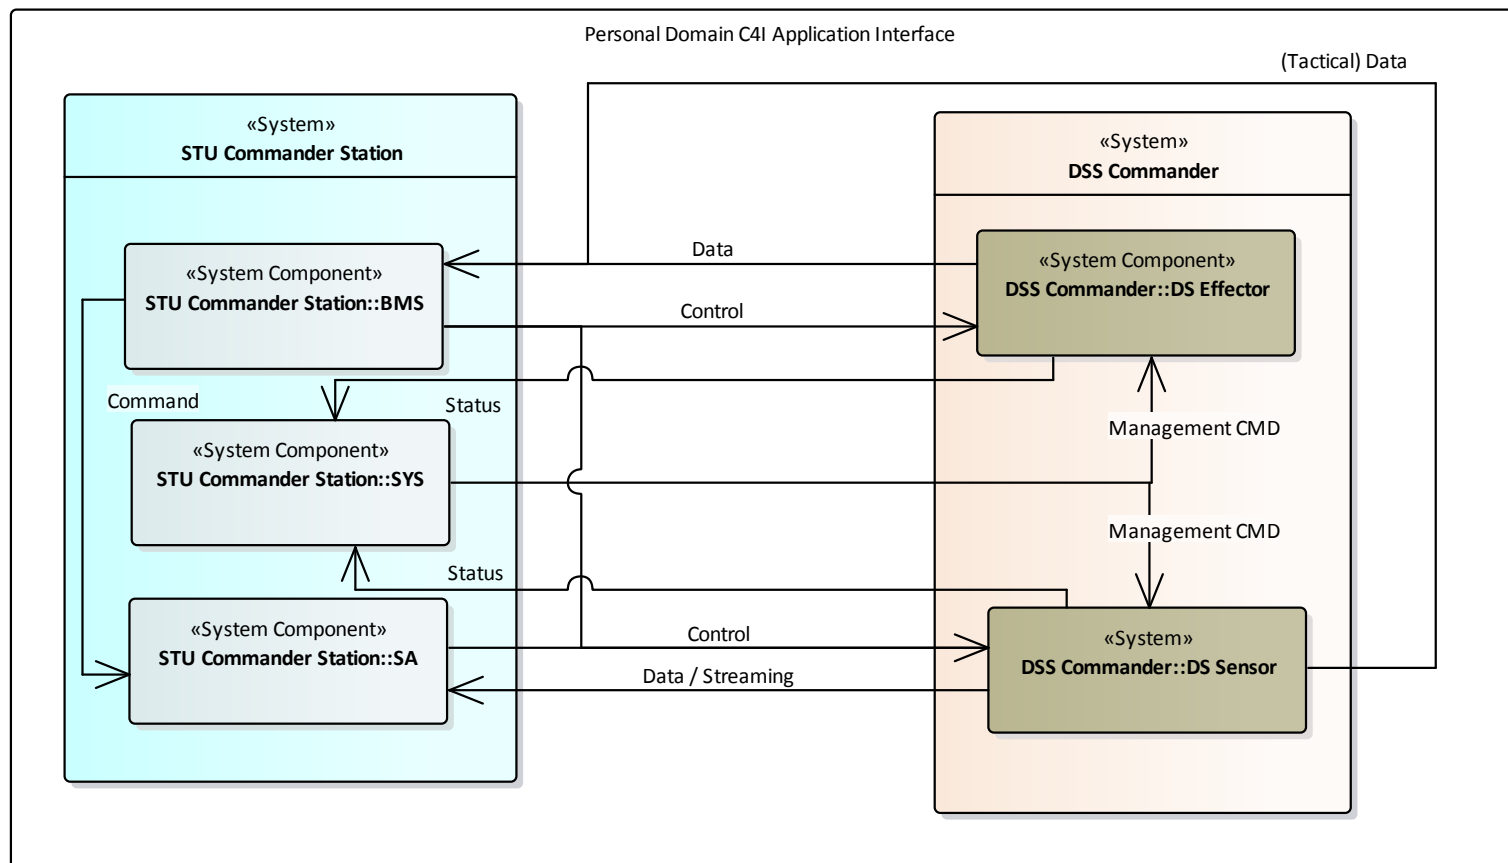 Personal Domain C4I Application Interface
(Tactical) Data
«System»
STU Commander Station
«System»
DSS Commander
Data
«System Component»
STU Commander Station::BMS
«System Component»
DSS Commander::DS Effector
Control
Command
Status
Management CMD
«System Component»
STU Commander Station::SYS
Management CMD
Status
«System Component»
STU Commander Station::SA
Control
«System»
DSS Commander::DS Sensor
Data / Streaming